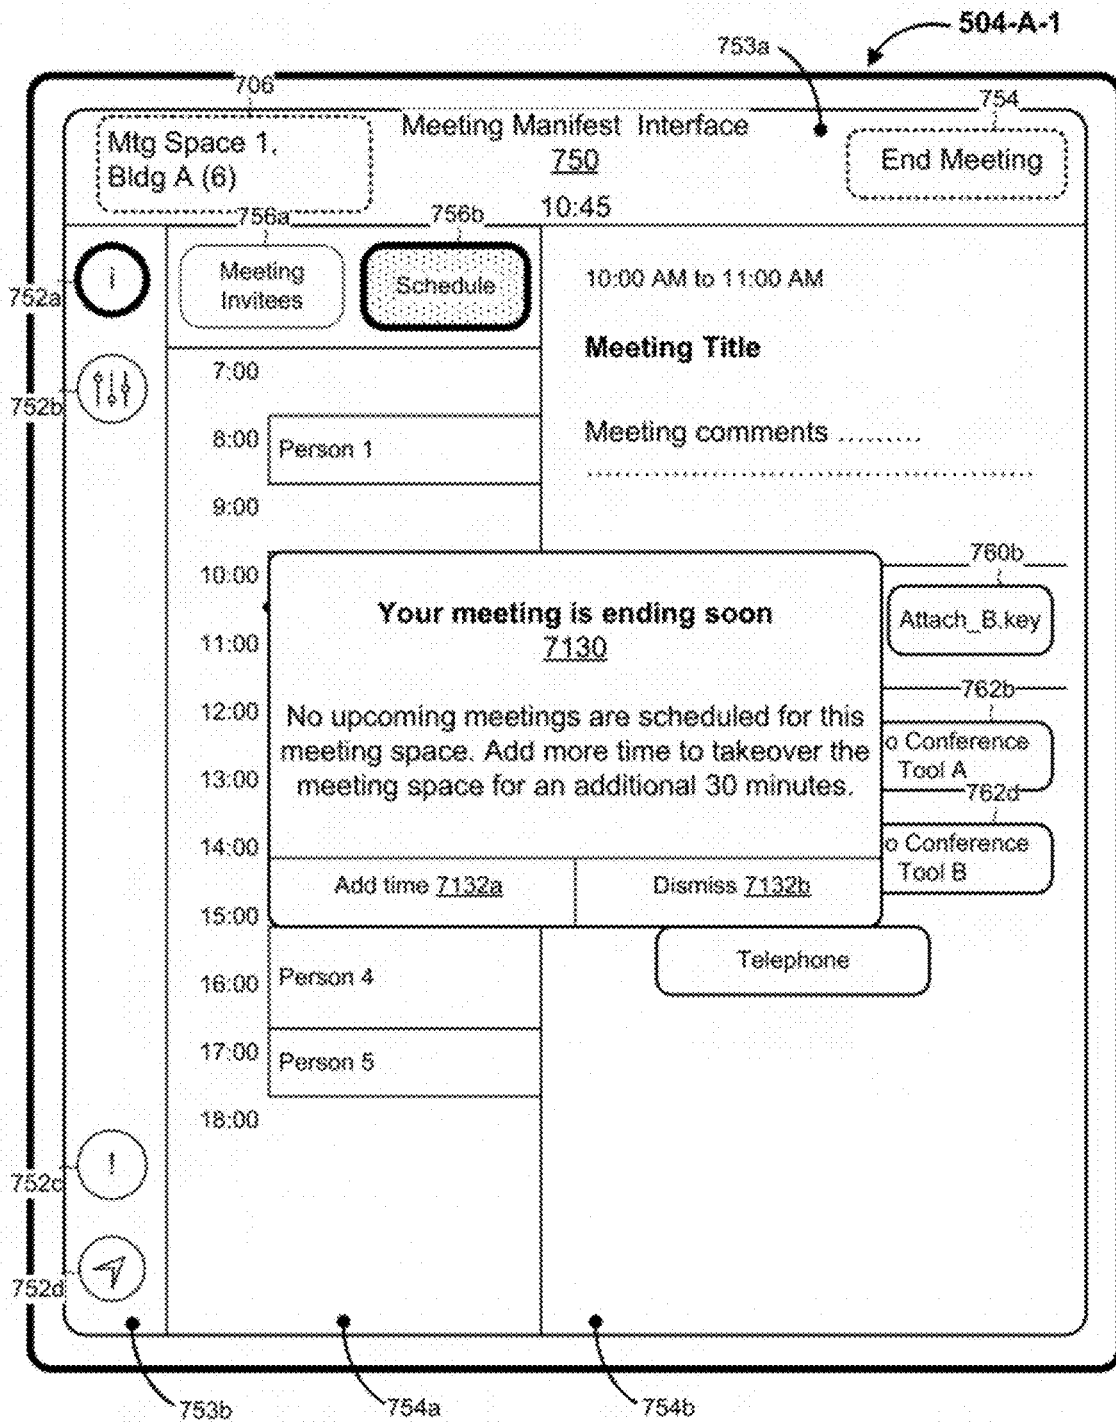 504-A-1
753a
706
754
Mtg Space 1,
Bldg A (6)
Meeting Manifest Interface
750
10:45
End Meeting
756a
756b
752a
i
Meeting
Invitees
Schedule
10:00 AM to 11:00 AM
Meeting Title
752b
7:00
8:00
Person 1
Meeting comments .........
9:00
10:00
760b
Your meeting is ending soon
7130
Attach_B.key
11:00
762b
12:00
No upcoming meetings are scheduled for this
meeting space. Add more time to takeover the
meeting space for an additional 30 minutes.
o Conference
Tool A
13:00
762d
14:00
o Conference
Tool B
Add time 7132a
Dismiss 7132b
15:00
Telephone
16:00
Person 4
17:00
Person 5
18:00
!
752c
752d
753b
754a
754b